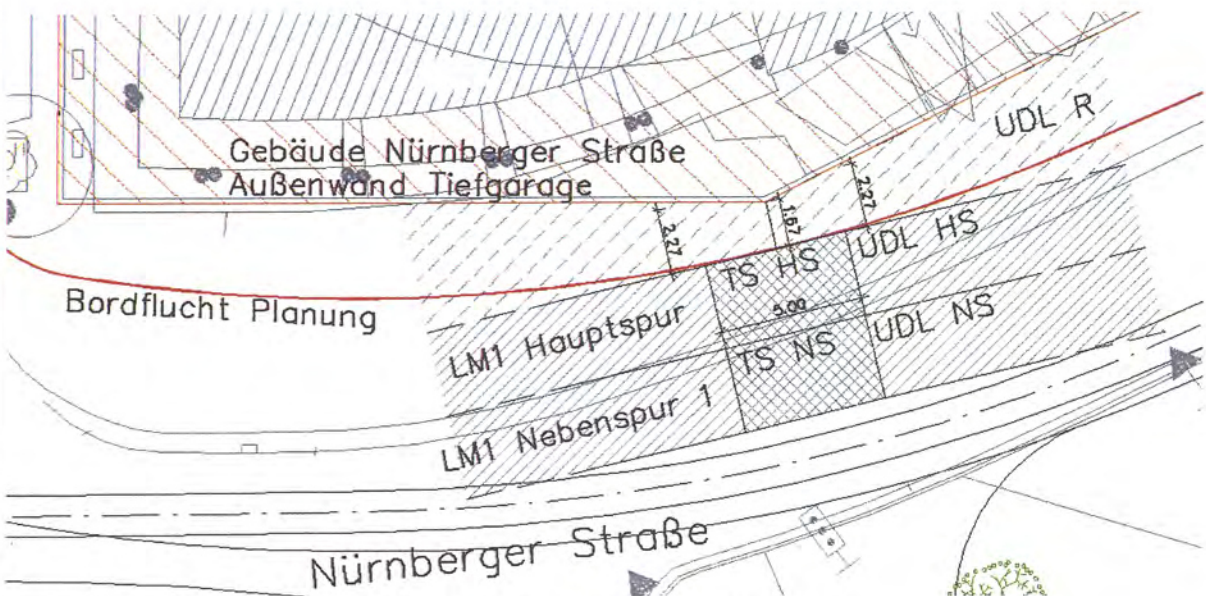 UDL R
Gebäude Nürnberger Straße
Außenwand Tiefgarage
2.27
1.67
2.27
TS HS
UDL HS
Bordflucht Planung
LM1 Hauptspur
5.00
TS NS
UDL NS
LM1 Nebenspur 1
Nürnberger Straße